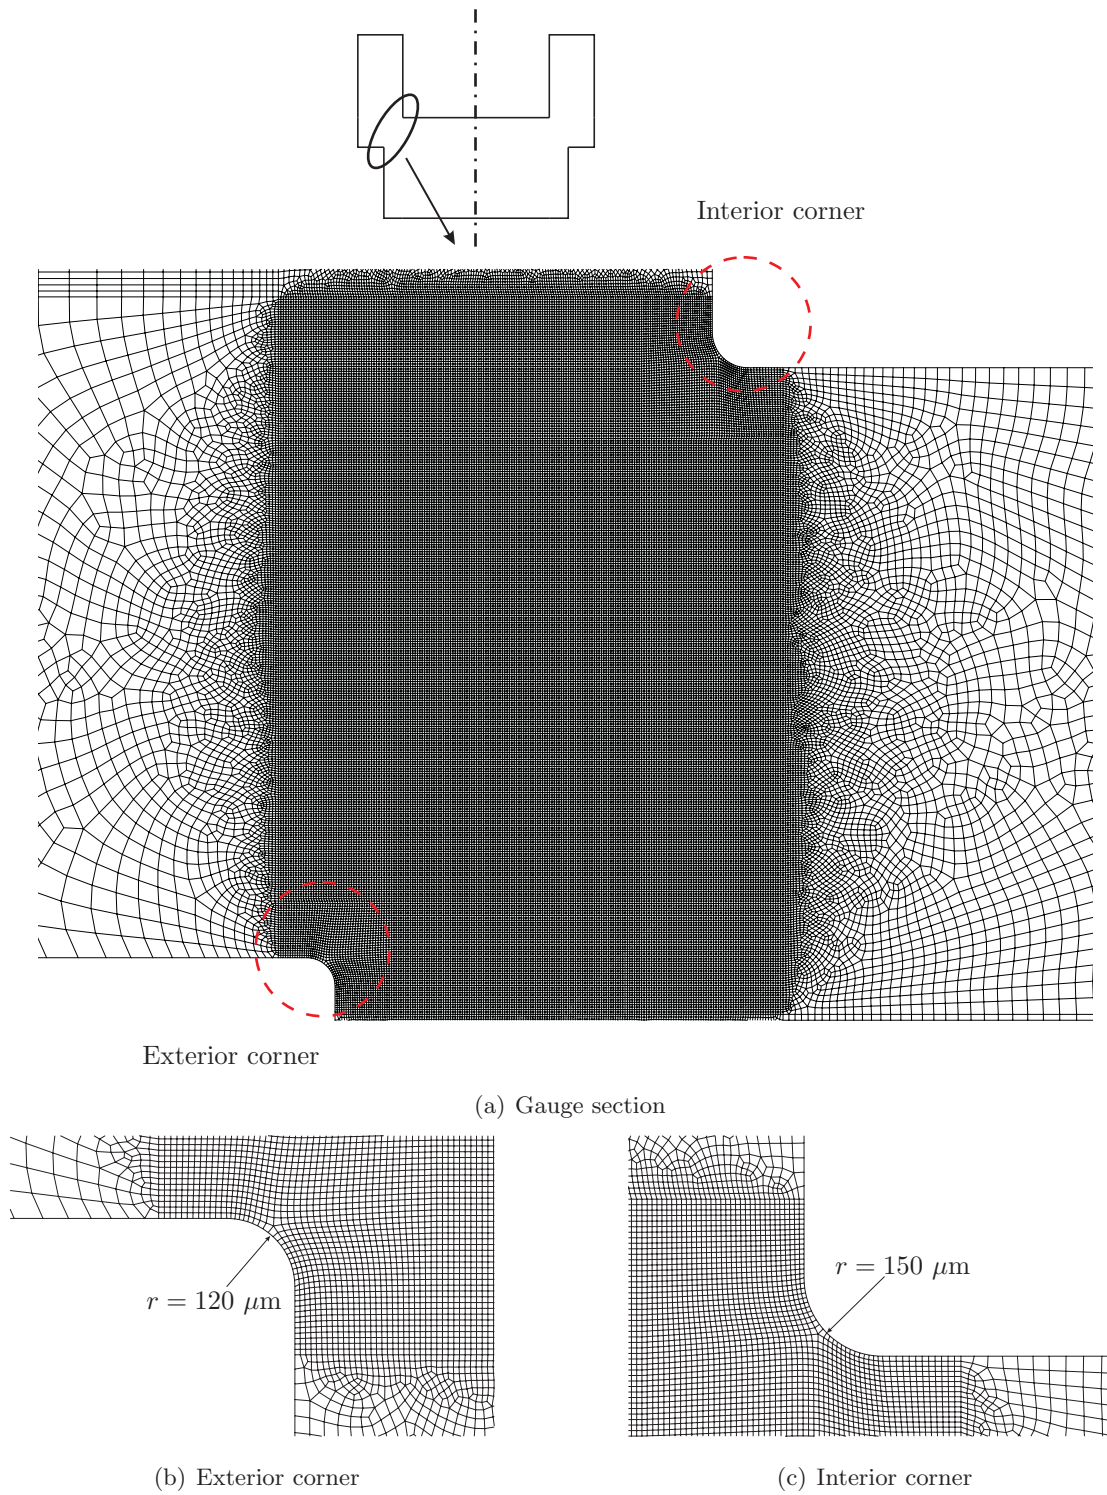 Interior corner
Exterior corner
(a) Gauge section
r = 120 μm
r = 150 μm
(b) Exterior corner
(c) Interior corner